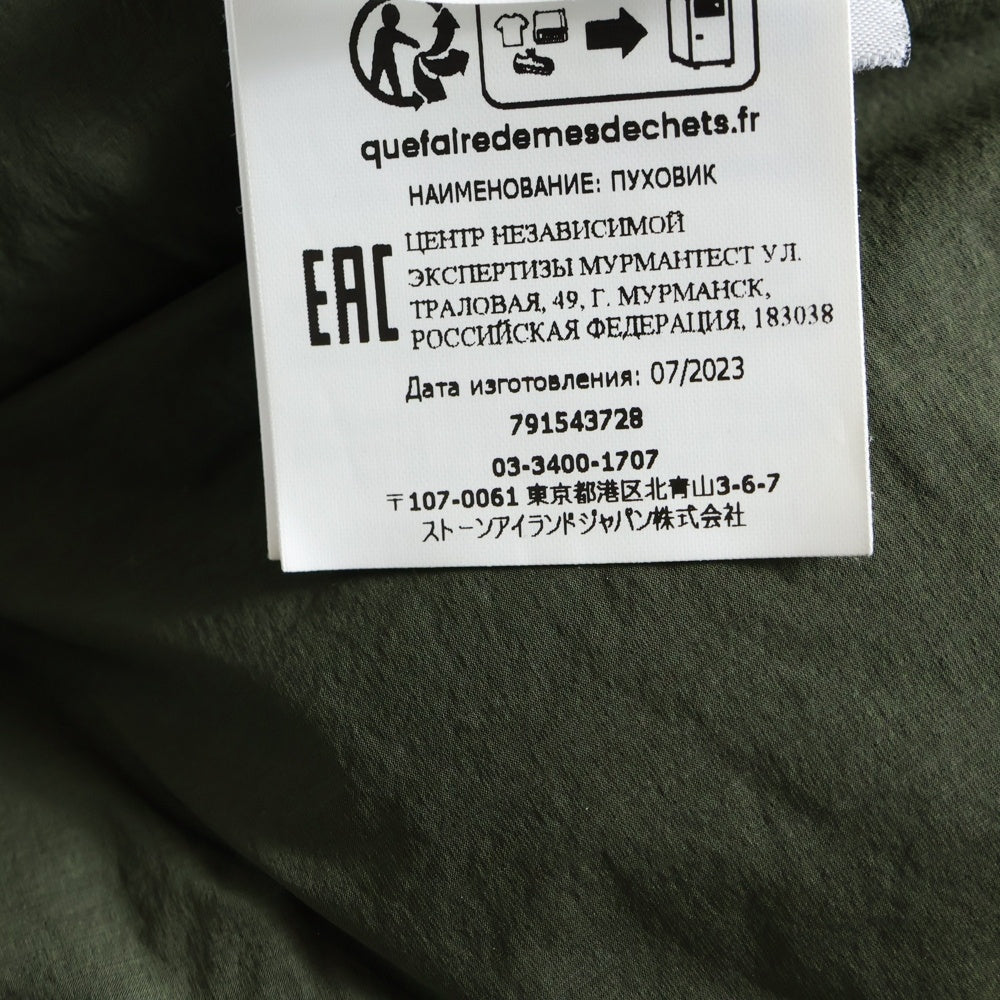 quefairedemesdechets.fr
НАИМЕНОВАНИЕ: ПУХОВИК
EAC
ЦЕНТР НЕЗАВИСИМОЙ
ЭКСПЕРТИЗЫ МУРМАНТЕСТ УЛ.
ТРАЛОВАЯ, 49, Г. МУРМАНСК,
РОССИЙСКАЯ ФЕДЕРАЦИЯ, 183038
Дата изготовления: 07/2023
791543728
03-3400-1707
〒107-0061 東京都港区北青山3-6-7
ストーンアイランドジャパン株式会社